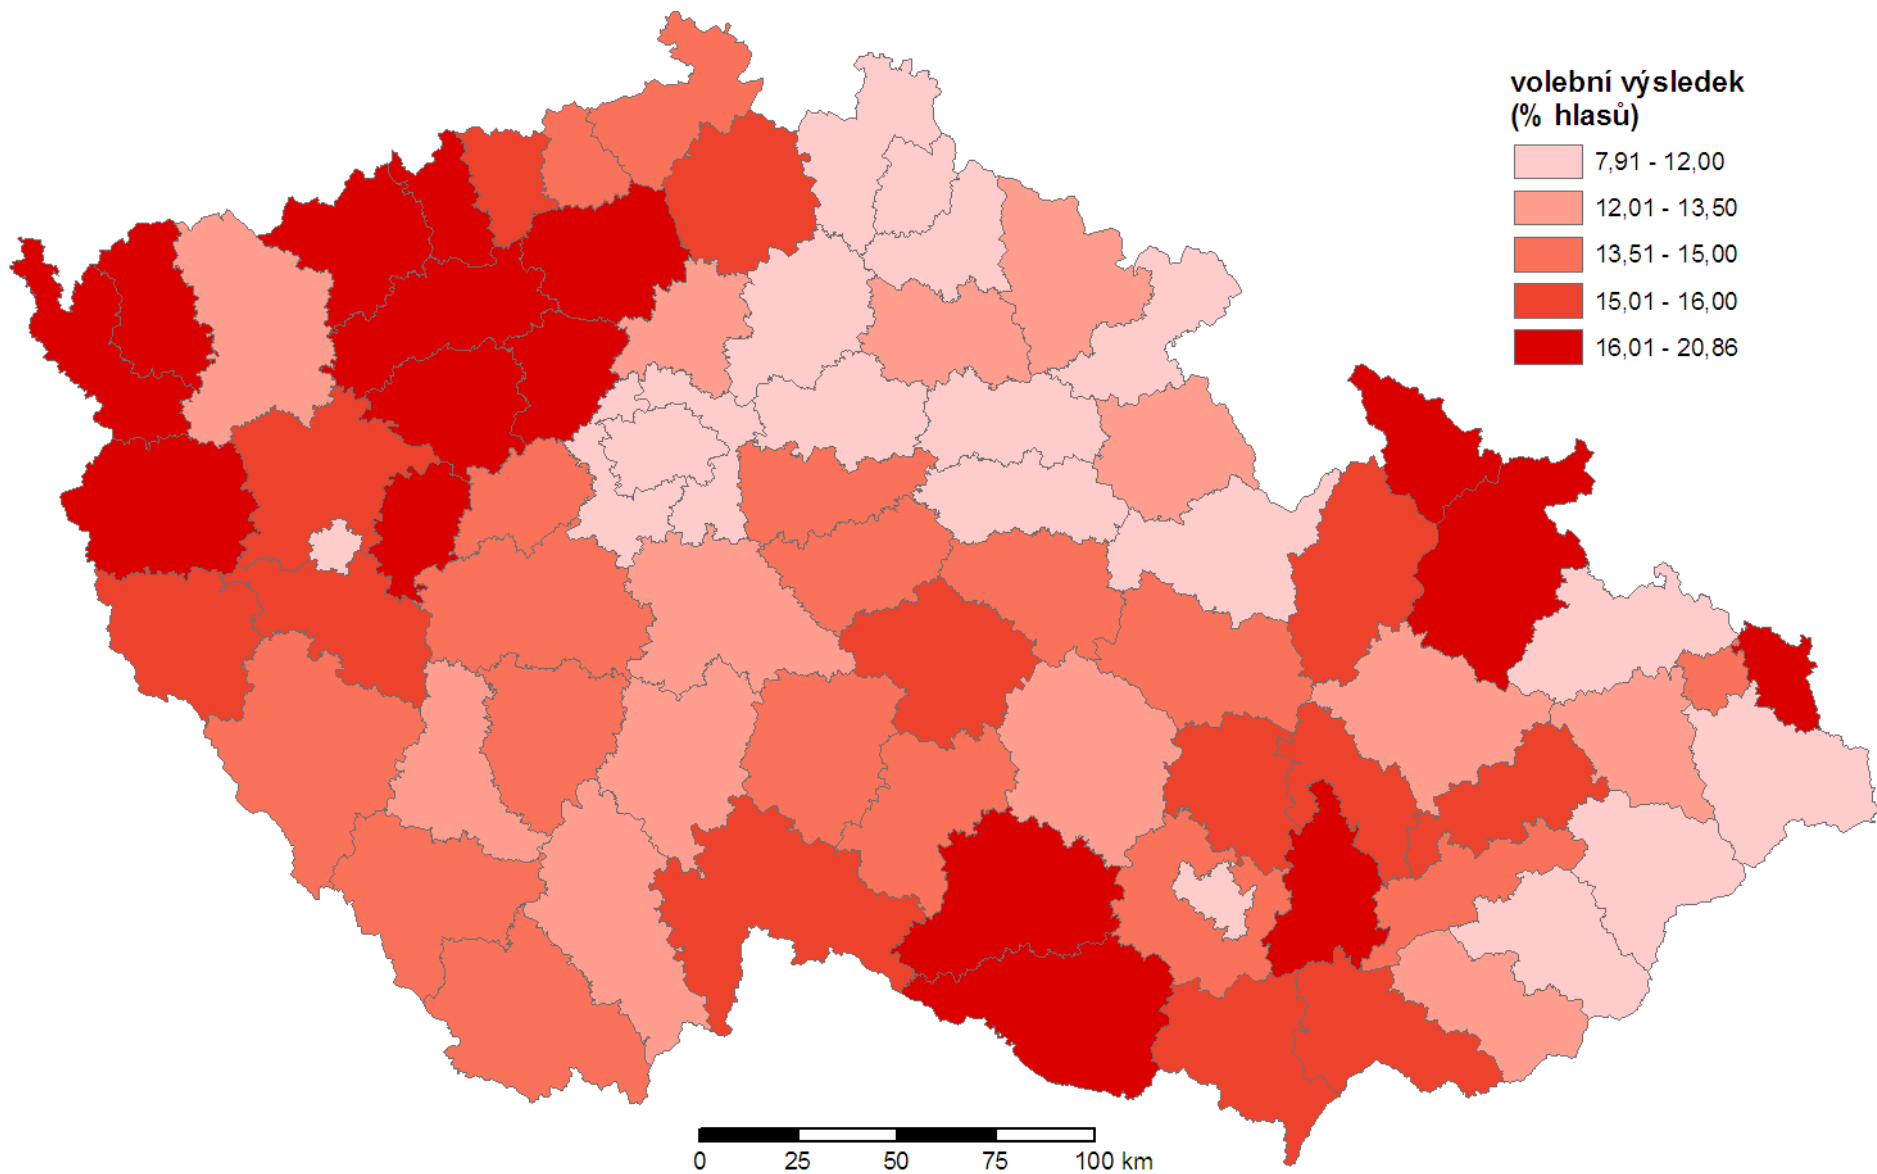 volební výsledek
(% hlasů)
7,91 - 12,00
12,01 - 13,50
13,51 - 15,00
15,01 - 16,00
16,01 - 20,86
0 25 50 75 100 km